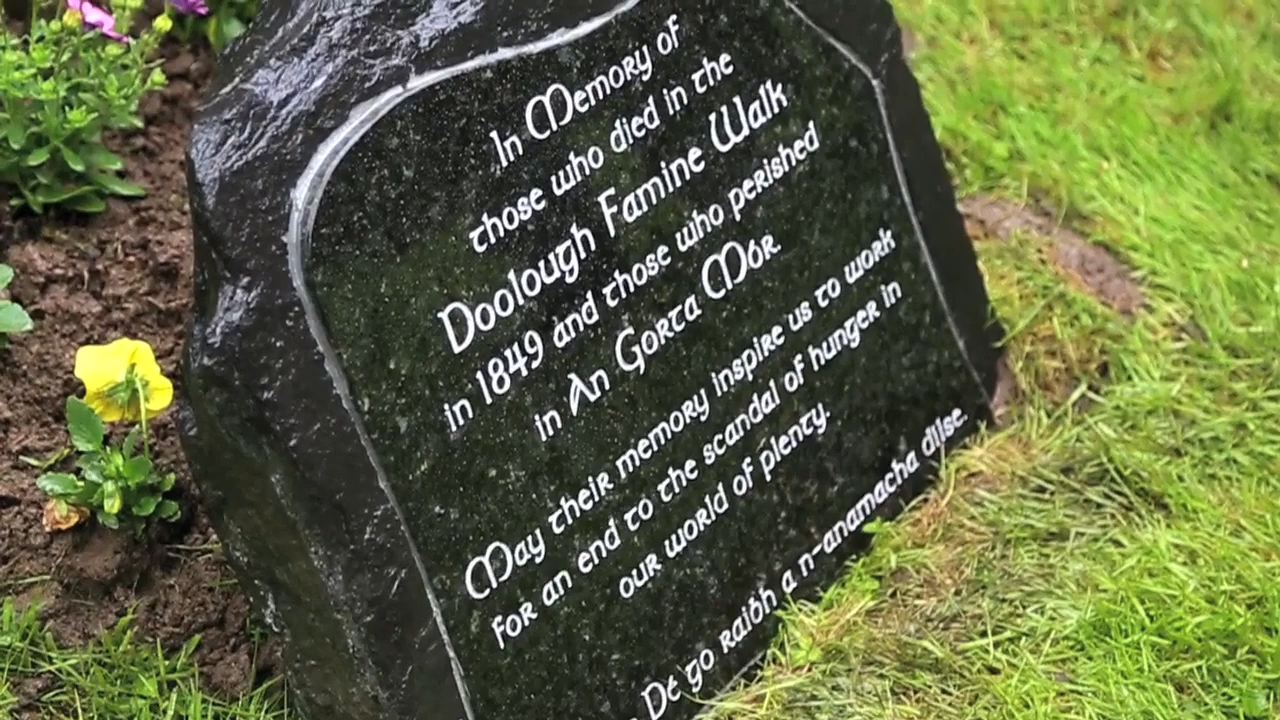 In Memory of
those who died in the
Doolough Famine Walk
in 1849 and those who perished
in An Gorta Mór.
May their memory inspire us to work
for an end to the scandal of hunger in
our world of plenty.
Dé go raibh a n-anamacha dílse.